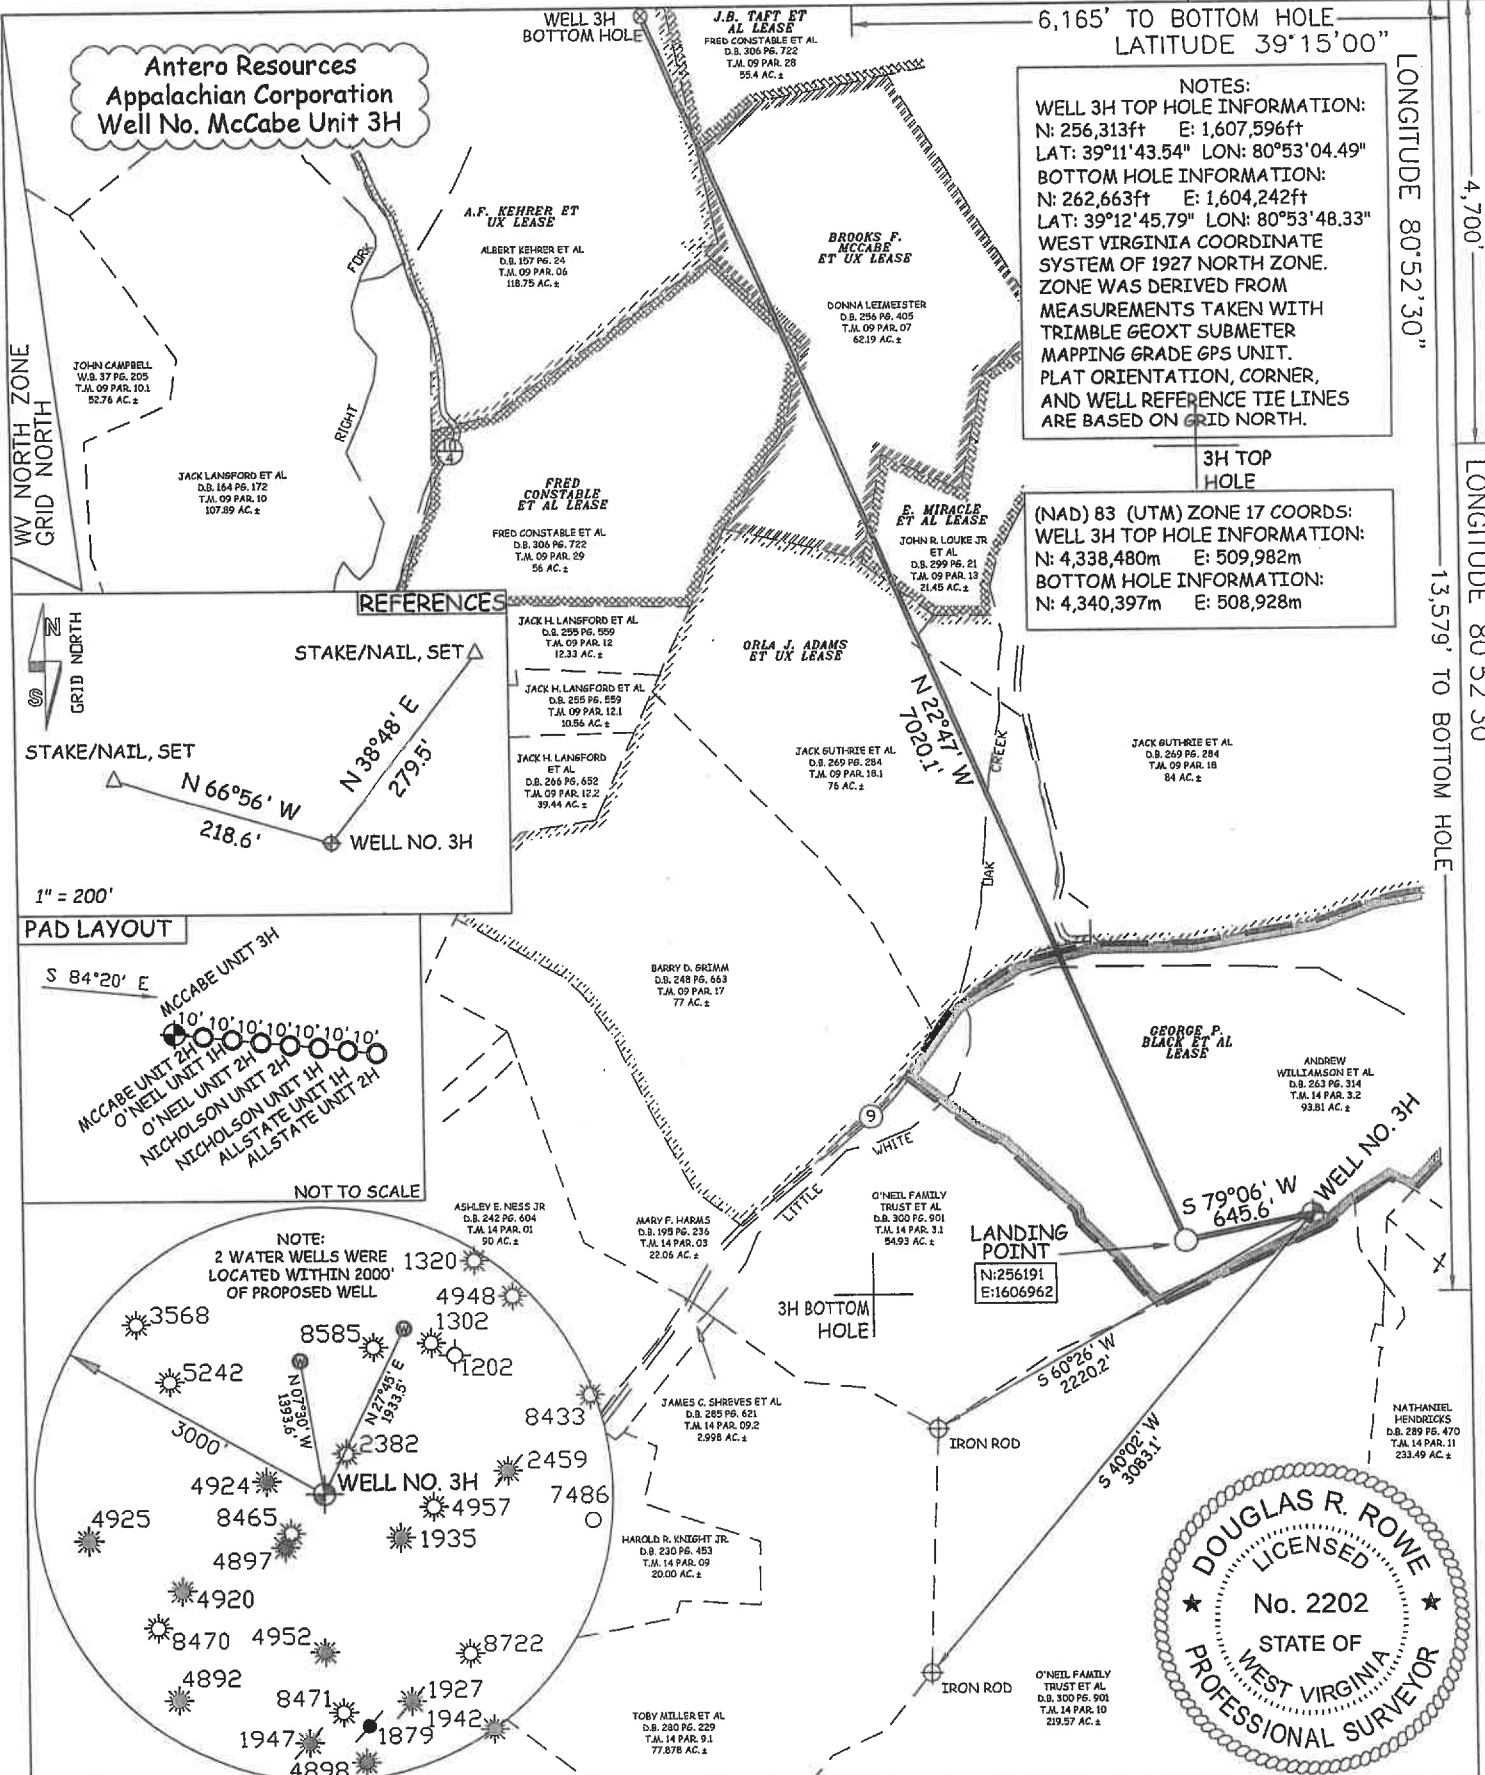 WELL 3H
BOTTOM HOLE
J.B. TAFT ET
AL LEASE
FRED CONSTABLE ET AL
D.B. 306 PG. 722
T.M. 09 PAR. 28
55.4 AC.±
6,165' TO BOTTOM HOLE
LATITUDE 39°15'00"
Antero Resources
Appalachian Corporation
Well No. McCabe Unit 3H
NOTES:
WELL 3H TOP HOLE INFORMATION:
N: 256,313ft E: 1,607,596ft
LAT: 39°11'43.54" LON: 80°53'04.49"
BOTTOM HOLE INFORMATION:
N: 262,663ft E: 1,604,242ft
LAT: 39°12'45.79" LON: 80°53'48.33"
WEST VIRGINIA COORDINATE
SYSTEM OF 1927 NORTH ZONE.
ZONE WAS DERIVED FROM
MEASUREMENTS TAKEN WITH
TRIMBLE GEOXT SUBMETER
MAPPING GRADE GPS UNIT.
PLAT ORIENTATION, CORNER,
AND WELL REFERENCE TIE LINES
ARE BASED ON GRID NORTH.
LONGITUDE 80°52'30"
4,700'
LONGITUDE 80 52 30
13,579' TO BOTTOM HOLE
3H TOP
HOLE
(NAD) 83 (UTM) ZONE 17 COORDS:
WELL 3H TOP HOLE INFORMATION:
N: 4,338,480m E: 509,982m
BOTTOM HOLE INFORMATION:
N: 4,340,397m E: 508,928m
A.F. KEHRER ET
UX LEASE
ALBERT KEHRER ET AL
D.B. 157 PG. 24
T.M. 09 PAR. 06
118.75 AC.±
BROOKS F.
MCCABE
ET UX LEASE
DONNA LEIMEISTER
D.B. 256 PG. 405
T.M. 09 PAR. 07
62.19 AC.±
FORK
RIGHT
JOHN CAMPBELL
W.B. 37 PG. 205
T.M. 09 PAR. 10.1
52.76 AC.±
WV NORTH ZONE
GRID NORTH
JACK LANGFORD ET AL
D.B. 164 PG. 172
T.M. 09 PAR. 10
107.89 AC.±
10
4
FRED
CONSTABLE
ET AL LEASE
FRED CONSTABLE ET AL
D.B. 306 PG. 722
T.M. 09 PAR. 29
56 AC.±
E. MIRACLE
ET AL LEASE
JOHN R. LOUKE JR
ET AL
D.B. 299 PG. 21
T.M. 09 PAR. 13
21.45 AC.±
REFERENCES
N
S
GRID NORTH
STAKE/NAIL, SET
STAKE/NAIL, SET
N 38°48' E
279.5'
N 66°56' W
218.6'
WELL NO. 3H
1" = 200'
JACK H. LANGFORD ET AL
D.B. 255 PG. 559
T.M. 09 PAR. 12
12.33 AC.±
JACK H. LANGFORD ET AL
D.B. 255 PG. 559
T.M. 09 PAR. 12.1
10.56 AC.±
JACK H. LANGFORD
ET AL
D.B. 266 PG. 652
T.M. 09 PAR. 12.2
39.44 AC.±
ORLA J. ADAMS
ET UX LEASE
N 22°47' W
7020.1'
JACK GUTHRIE ET AL
D.B. 269 PG. 284
T.M. 09 PAR. 18.1
76 AC.±
CREEK
OAK
JACK GUTHRIE ET AL
D.B. 269 PG. 284
T.M. 09 PAR. 18
84 AC.±
PAD LAYOUT
S 84°20' E
MCCABE UNIT 3H
10' 10' 10' 10' 10' 10' 10'
MCCABE UNIT 2H
O'NEIL UNIT 1H
O'NEIL UNIT 2H
NICHOLSON UNIT 2H
NICHOLSON UNIT 1H
ALLSTATE UNIT 1H
ALLSTATE UNIT 2H
NOT TO SCALE
BARRY D. GRIMM
D.B. 248 PG. 663
T.M. 09 PAR. 17
77 AC.±
GEORGE P.
BLACK ET AL
LEASE
ANDREW
WILLIAMSON ET AL
D.B. 263 PG. 314
T.M. 14 PAR. 3.2
93.81 AC.±
9
WHITE
LITTLE
WELL NO. 3H
S 79°06' W
645.6'
LANDING
POINT
N:256191
E:1606962
ASHLEY E. NESS JR
D.B. 242 PG. 604
T.M. 14 PAR. 01
90 AC.±
MARY F. HARMS
D.B. 195 PG. 236
T.M. 14 PAR. 03
22.06 AC.±
O'NEIL FAMILY
TRUST ET AL
D.B. 300 PG. 901
T.M. 14 PAR. 3.1
54.93 AC.±
3H BOTTOM
HOLE
NOTE:
2 WATER WELLS WERE
LOCATED WITHIN 2000'
OF PROPOSED WELL
1320
4948
3568
8585
1302
W
W
1202
5242
N 07°30' W
1393.6'
N 27°45' E
1933.5'
8433
3000'
2382
4924
WELL NO. 3H
2459
4957
7486
4925
8465
1935
4897
4920
8470
4952
8722
4892
8471
1927
1942
1947
1879
4898
JAMES C. SHREVES ET AL
D.B. 285 PG. 621
T.M. 14 PAR. 09.2
2.998 AC.±
S 60°26' W
2220.2'
IRON ROD
S 40°02' W
3083.1'
NATHANIEL
HENDRICKS
D.B. 289 PG. 470
T.M. 14 PAR. 11
233.49 AC.±
HAROLD R. KNIGHT JR.
D.B. 230 PG. 453
T.M. 14 PAR. 09
20.00 AC.±
IRON ROD
TOBY MILLER ET AL
D.B. 280 PG. 229
T.M. 14 PAR. 9.1
77.878 AC.±
O'NEIL FAMILY
TRUST ET AL
D.B. 300 PG. 901
T.M. 14 PAR. 10
219.57 AC.±
DOUGLAS R. ROWE
LICENSED
No. 2202
STATE OF
WEST VIRGINIA
PROFESSIONAL SURVEYOR